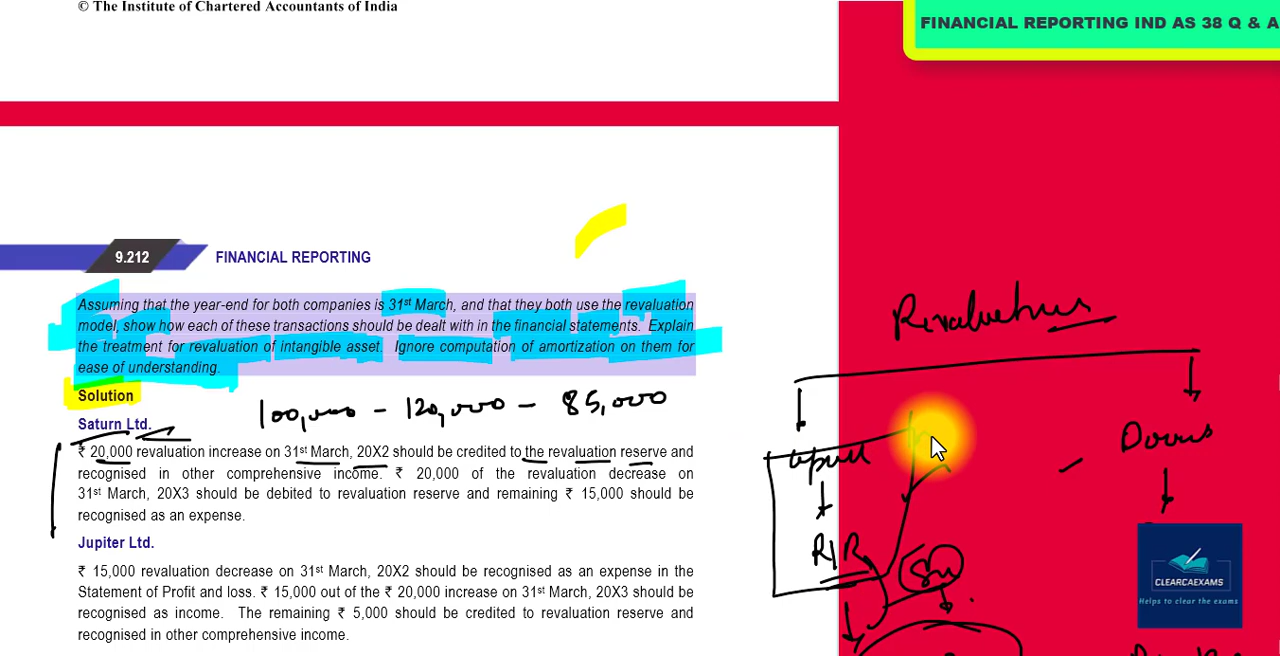 © The Institute of Chartered Accountants of India
FINANCIAL REPORTING IND AS 38 Q & A
9.212 FINANCIAL REPORTING
Assuming that the year-end for both companies is 31st March, and that they both use the revaluation
model, show how each of these transactions should be dealt with in the financial statements. Explain
the treatment for revaluation of intangible asset. Ignore computation of amortization on them for
ease of understanding.
Solution
100,000 - 120,000 - 85,000
Saturn Ltd.
₹ 20,000 revaluation increase on 31st March, 20X2 should be credited to the revaluation reserve and
recognised in other comprehensive income. ₹ 20,000 of the revaluation decrease on
31st March, 20X3 should be debited to revaluation reserve and remaining ₹ 15,000 should be
recognised as an expense.
Jupiter Ltd.
₹ 15,000 revaluation decrease on 31st March, 20X2 should be recognised as an expense in the
Statement of Profit and loss. ₹ 15,000 out of the ₹ 20,000 increase on 31st March, 20X3 should be
recognised as income. The remaining ₹ 5,000 should be credited to revaluation reserve and
recognised in other comprehensive income.
R/R
CLEARCAEXAMS
Helps to clear the exams